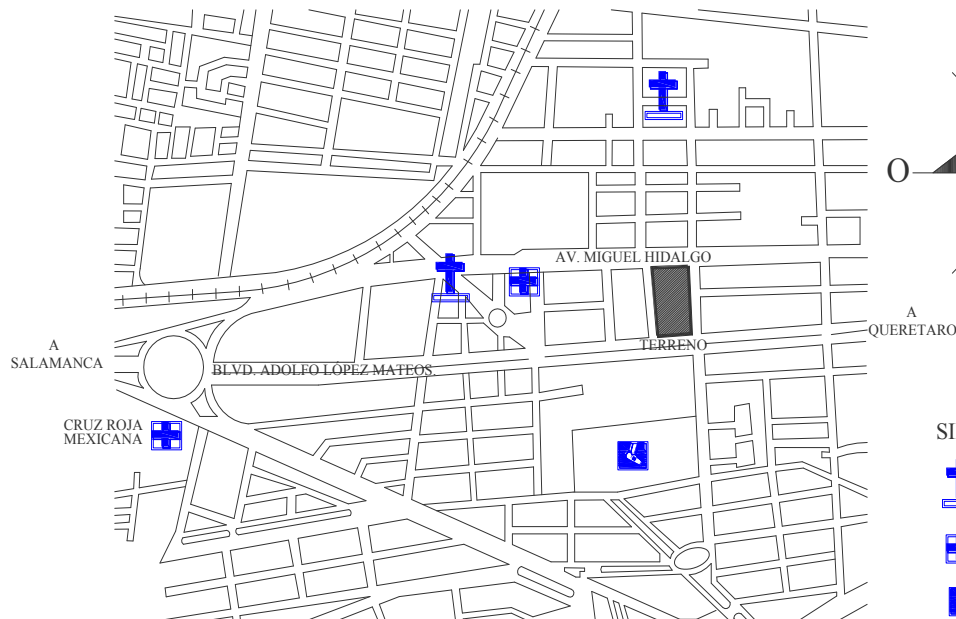 O
AV. MIGUEL HIDALGO
A
QUERETARO
TERRENO
A
SALAMANCA
BLVD. ADOLFO LÓPEZ MATEOS.
CRUZ ROJA
MEXICANA
SI